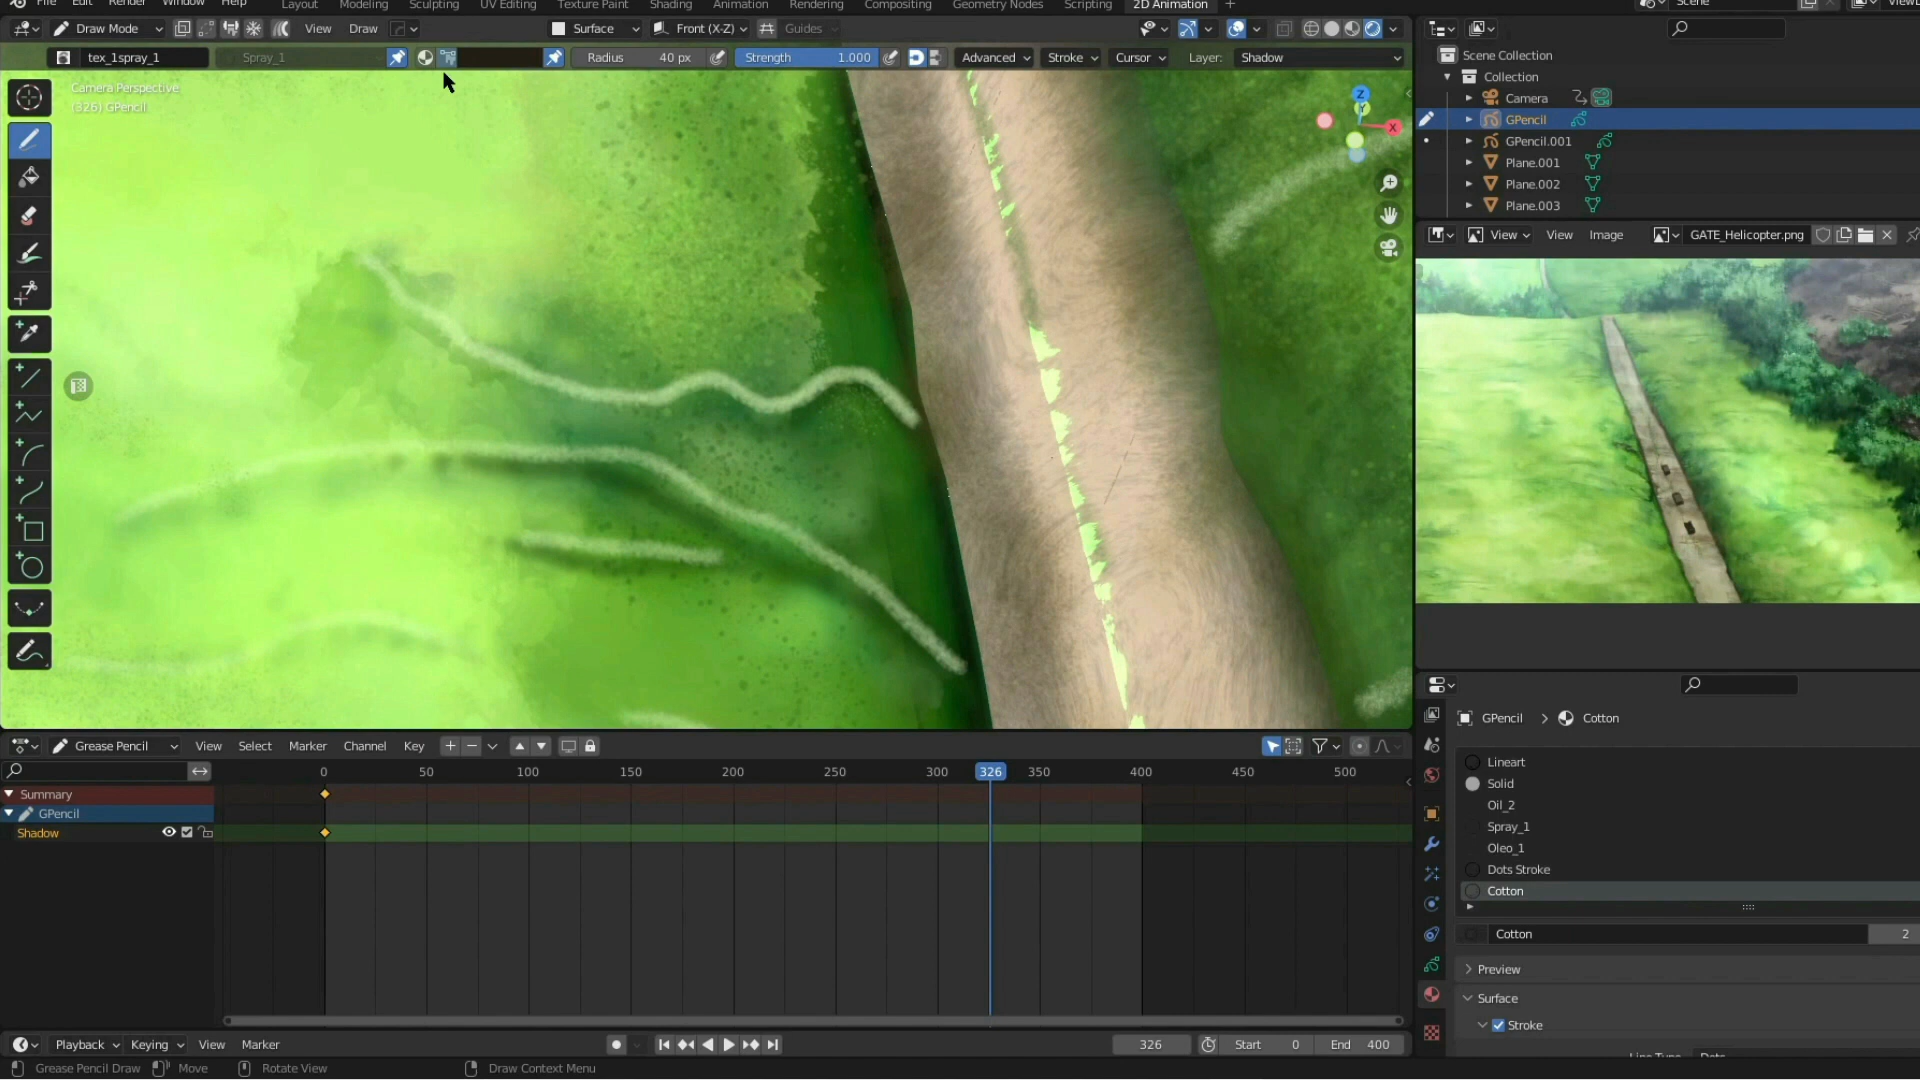 File Edit Render Window Help Layout Modeling Sculpting UV Editing Texture Paint Shading Animation Rendering Compositing Geometry Nodes Scripting 2D Animation + Scene
Draw Mode View Draw Surface Front (X-Z) Guides
tex_1spray_1 Spray_1 Radius 40 px Strength 1.000 Advanced Stroke Cursor Layer: Shadow
Camera Perspective
(326) GPencil
Z
Y
X
Scene Collection
Collection
Camera
GPencil
GPencil.001
Plane.001
Plane.002
Plane.003
View View Image GATE_Helicopter.png
GPencil > Cotton
Lineart
Solid
Oil_2
Spray_1
Oleo_1
Dots Stroke
Cotton
Cotton 2
Preview
Surface
Stroke
Line Type Dots
Grease Pencil View Select Marker Channel Key
0 50 100 150 200 250 300 326 350 400 450 500
Summary
GPencil
Shadow
Playback Keying View Marker 326 Start 0 End 400
Grease Pencil Draw Move Rotate View Draw Context Menu